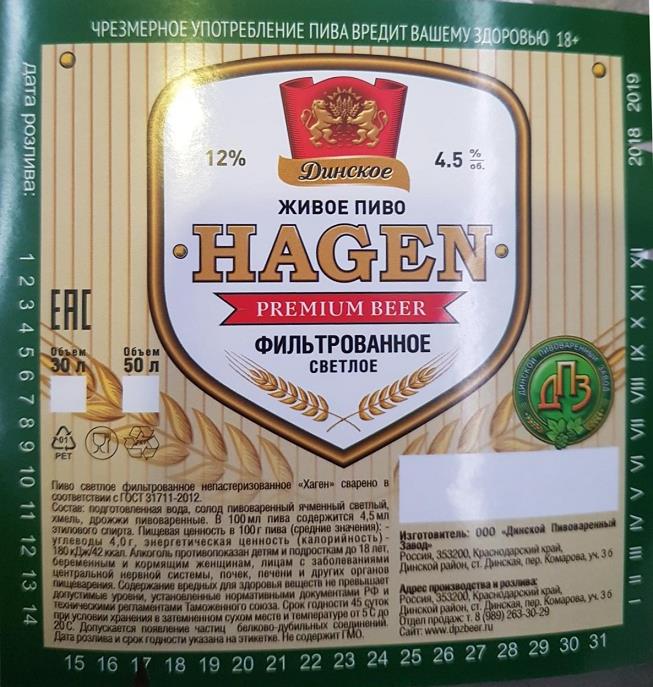 ЧРЕЗМЕРНОЕ УПОТРЕБЛЕНИЕ ПИВА ВРЕДИТ ВАШЕМУ ЗДОРОВЬЮ 18+
дата розлива:
1 2 3 4 5 6 7 8 9 10 11 12 13 14
12%
Динское
4.5 % об.
ЖИВОЕ ПИВО
HAGEN
PREMIUM BEER
ФИЛЬТРОВАННОЕ
СВЕТЛОЕ
EAC
Объем
30 л
Объем
50 л
01
PET
ДИНСКОЙ ПИВОВАРЕННЫЙ ЗАВОД
ДПЗ
2018 2019
I II III IV V VI VII VIII IX X XI XII
Пиво светлое фильтрованное непастеризованное «Хаген» сварено в
соответствии с ГОСТ 31711-2012.
Состав: подготовленная вода, солод пивоваренный ячменный светлый,
хмель, дрожжи пивоваренные. В 100мл пива содержится 4,5мл
этилового спирта. Пищевая ценность в 100г пива (средние значения): -
углеводы 4,0г, энергетическая ценность (калорийность) -
180кДж/42 ккал. Алкоголь противопоказан детям и подросткам до 18 лет,
беременным и кормящим женщинам, лицам с заболеваниями
центральной нервной системы, почек, печени и других органов
пищеварения. Содержание вредных для здоровья веществ не превышает
допустимые уровни, установленные нормативными документами РФ и
техническими регламентами Таможенного союза. Срок годности 45 суток
при условии хранения в затемненном сухом месте и температуре от 5 С до
20 С. Допускается появление частиц белково-дубильных соединений.
Дата розлива и срок годности указана на этикетке. Не содержит ГМО.
Изготовитель: ООО «Динской Пивоваренный
Завод»
Россия, 353200, Краснодарский край,
Динской район, ст. Динская, пер. Комарова, уч. 3 б
Адрес производства и розлива:
Россия, 353200, Краснодарский край,
Динской район, ст. Динская, пер. Комарова, уч. 3 б
Отдел продаж: т. 8 (989) 263-30-29
Сайт: www.dpzbeer.ru
15 16 17 18 19 20 21 22 23 24 25 26 27 28 29 30 31